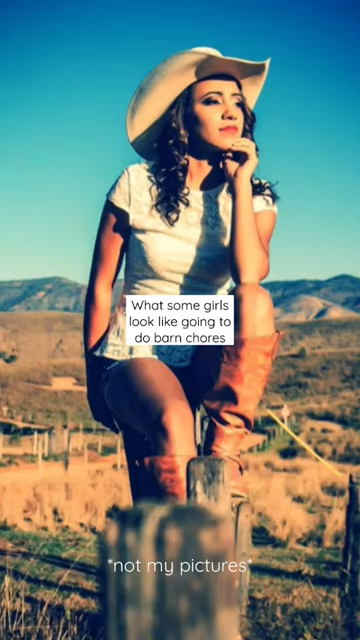 What some girls
look like going to
do barn chores
*not my pictures*